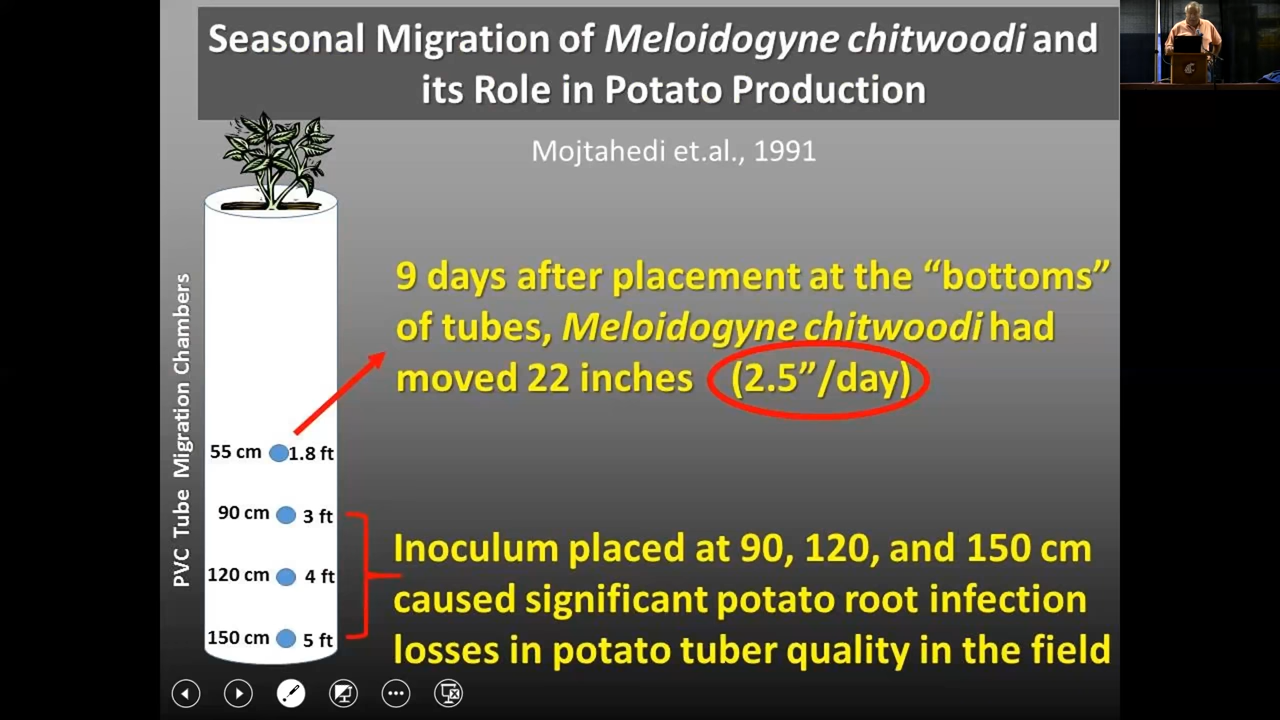 Seasonal Migration of Meloidogyne chitwoodi and
its Role in Potato Production
Mojtahedi et.al., 1991
PVC Tube Migration Chambers
9 days after placement at the “bottoms”
of tubes, Meloidogyne chitwoodi had
moved 22 inches (2.5”/day)
55 cm 1.8 ft
90 cm 3 ft
120 cm 4 ft
150 cm 5 ft
Inoculum placed at 90, 120, and 150 cm
caused significant potato root infection
losses in potato tuber quality in the field